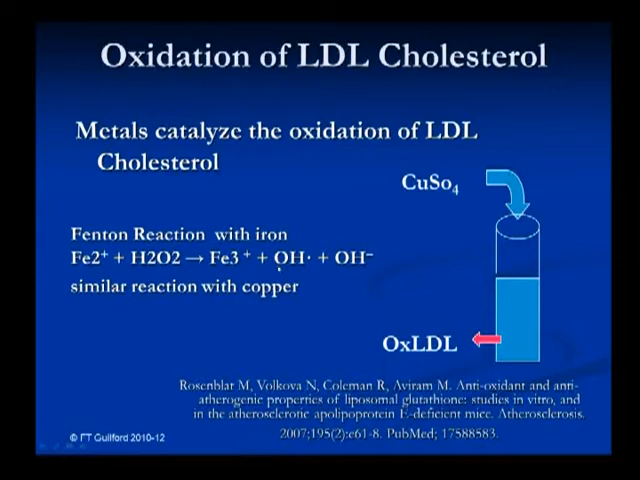 Oxidation of LDL Cholesterol
Metals catalyze the oxidation of LDL
Cholesterol
CuSo₄
Fenton Reaction with iron
Fe2⁺ + H2O2 → Fe3 ⁺ + OH· + OH⁻
similar reaction with copper
OxLDL
Rosenblat M, Volkova N, Coleman R, Aviram M. Anti-oxidant and anti-
atherogenic properties of liposomal glutathione: studies in vitro, and
in the atherosclerotic apolipoprotein E-deficient mice. Atherosclerosis.
2007;195(2):e61-8. PubMed; 17588583.
© FT Guilford 2010-12